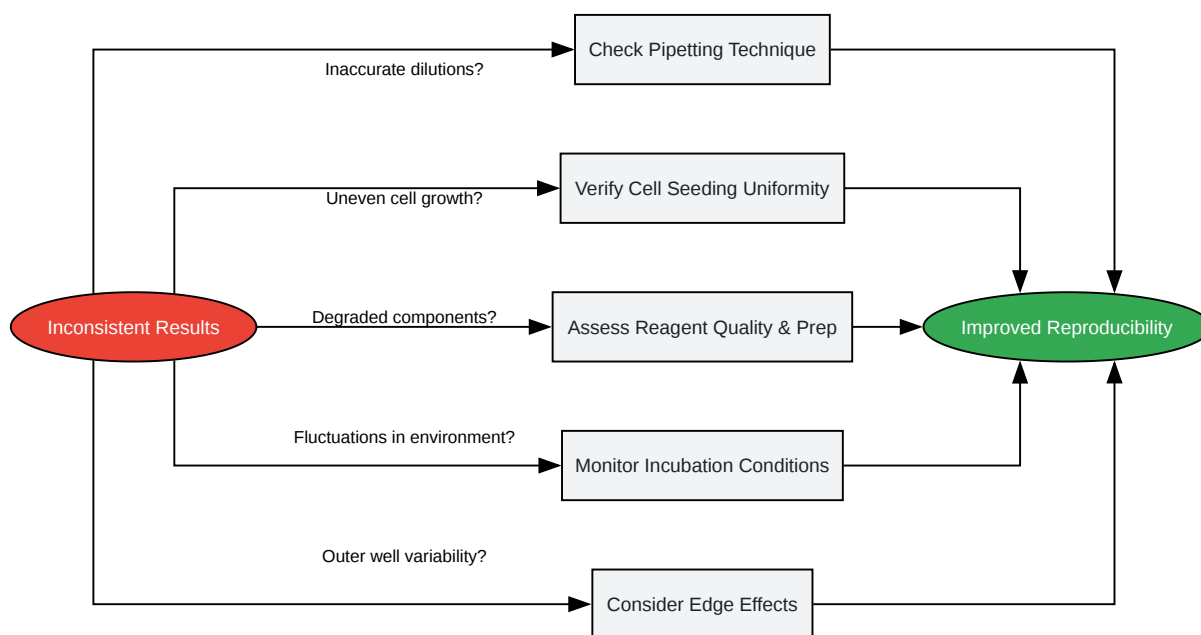 Check Pipetting Technique
Inaccurate dilutions?
Verify Cell Seeding Uniformity
Uneven cell growth?
Inconsistent Results
Degraded components?
Assess Reagent Quality & Prep
Improved Reproducibility
Fluctuations in environment?
Monitor Incubation Conditions
Outer well variability?
Consider Edge Effects